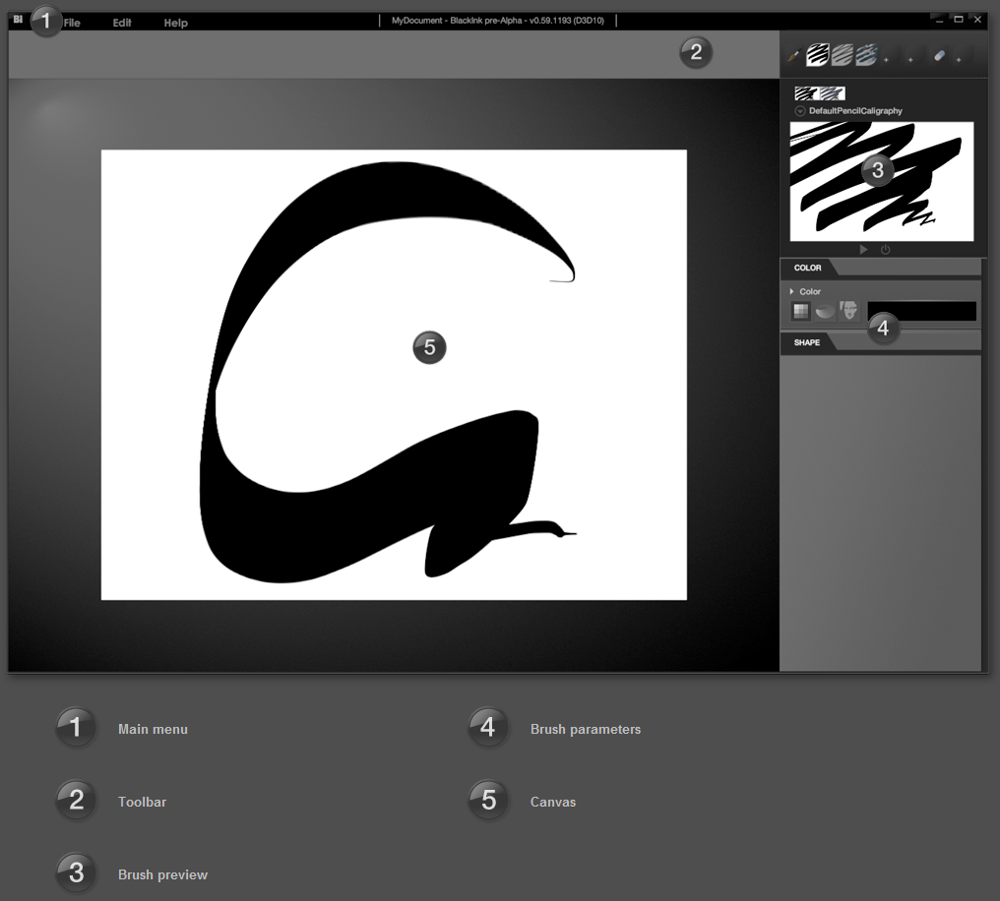 Bl 1 File Edit Help MyDocument - BlackInk pre-Alpha - v0.59.1193 (D3D10)
2
DefaultPencilCaligraphy
3
COLOR
Color
4
SHAPE
5
1 Main menu
4 Brush parameters
2 Toolbar
5 Canvas
3 Brush preview